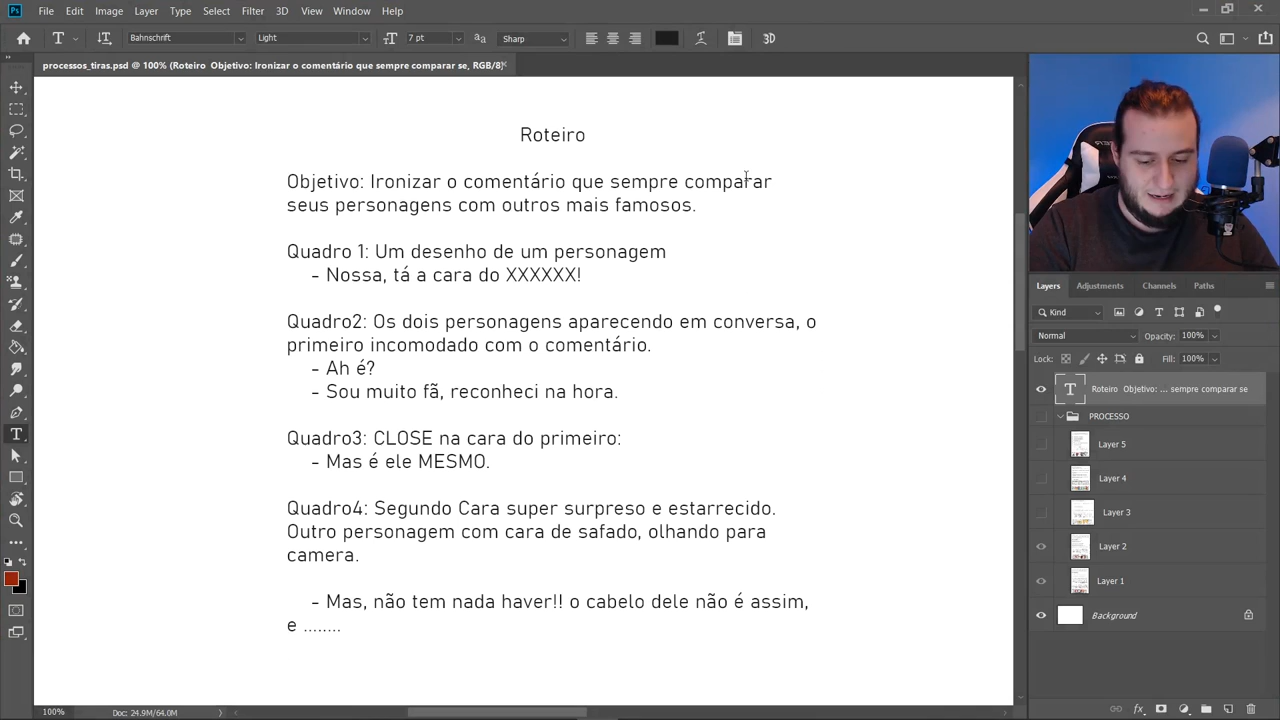 Ps File Edit Image Layer Type Select Filter 3D View Window Help
T Bahnschrift Light 7 pt Sharp 3D
processos_tiras.psd @ 100% (Roteiro Objetivo: Ironizar o comentário que sempre comparar se, RGB/8)
Roteiro
Objetivo: Ironizar o comentário que sempre comparar
seus personagens com outros mais famosos.
Quadro 1: Um desenho de um personagem
- Nossa, tá a cara do XXXXXX!
Quadro2: Os dois personagens aparecendo em conversa, o
primeiro incomodado com o comentário.
- Ah é?
- Sou muito fã, reconheci na hora.
Quadro3: CLOSE na cara do primeiro:
- Mas é ele MESMO.
Quadro4: Segundo Cara super surpreso e estarrecido.
Outro personagem com cara de safado, olhando para
camera.
- Mas, não tem nada haver!! o cabelo dele não é assim,
e ........
Layers Adjustments Channels Paths
Kind
Normal Opacity: 100%
Lock: Fill: 100%
T Roteiro Objetivo: ... sempre comparar se
PROCESSO
Layer 5
Layer 4
Layer 3
Layer 2
Layer 1
Background
100% Doc: 24.9M/64.0M
fx